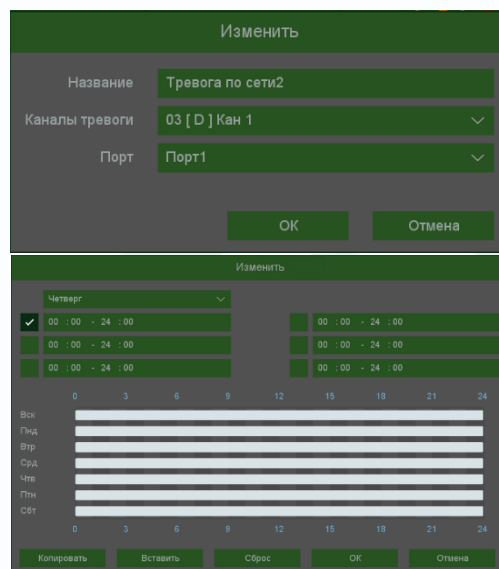 Изменить
Название Тревога по сети2
Каналы тревоги 03 [ D ] Кан 1
Порт Порт1
ОК Отмена
Изменить
Четверг
00 :00 - 24 :00 00 :00 - 24 :00
00 :00 - 24 :00 00 :00 - 24 :00
00 :00 - 24 :00 00 :00 - 24 :00
0 3 6 9 12 15 18 21 24
Вск
Пнд
Втр
Срд
Чтв
Птн
Сбт
0 3 6 9 12 15 18 21 24
Копировать Вставить Сброс ОК Отмена